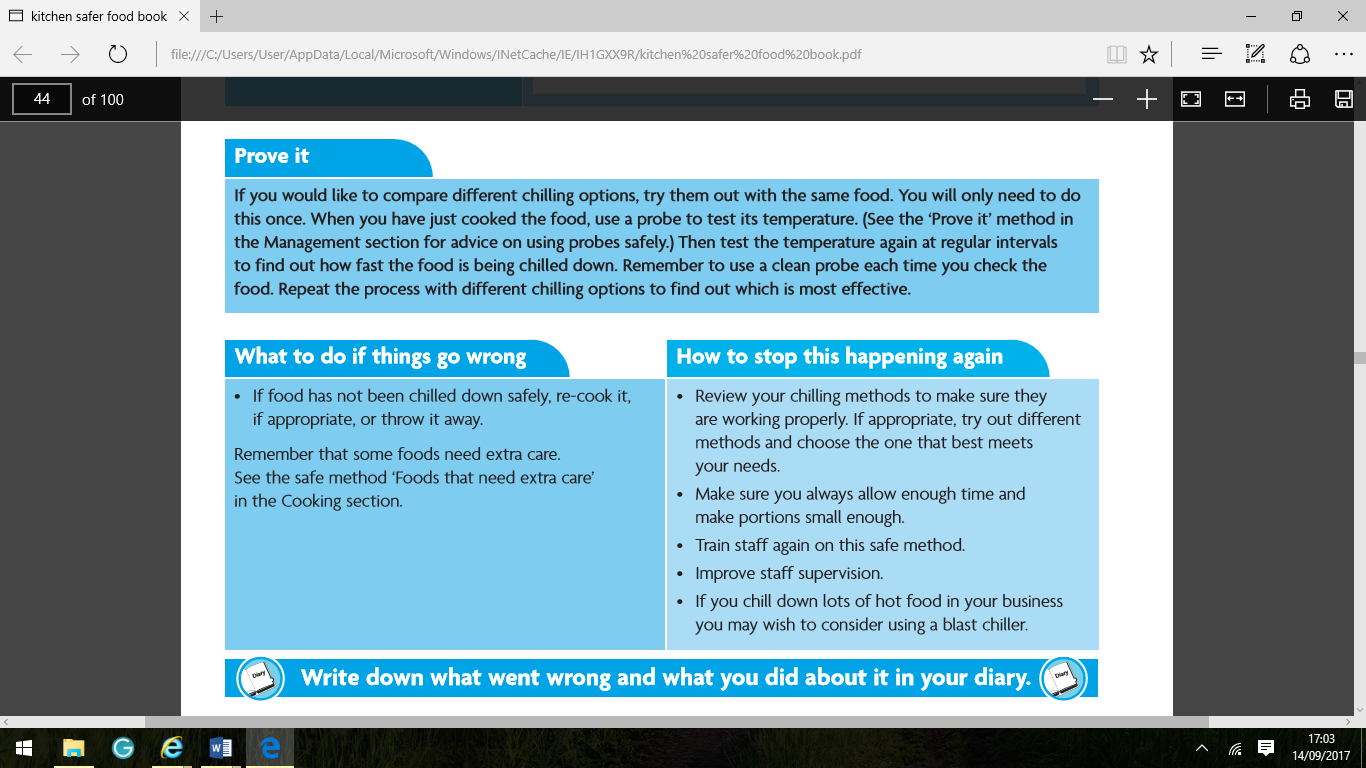 kitchen safer food book
file:///C:/Users/User/AppData/Local/Microsoft/Windows/INetCache/IE/IH1GXX9R/kitchen%20safer%20food%20book.pdf
44 of 100
Prove it
If you would like to compare different chilling options, try them out with the same food. You will only need to do
this once. When you have just cooked the food, use a probe to test its temperature. (See the ‘Prove it’ method in
the Management section for advice on using probes safely.) Then test the temperature again at regular intervals
to find out how fast the food is being chilled down. Remember to use a clean probe each time you check the
food. Repeat the process with different chilling options to find out which is most effective.
What to do if things go wrong
• If food has not been chilled down safely, re-cook it,
if appropriate, or throw it away.
Remember that some foods need extra care.
See the safe method ‘Foods that need extra care’
in the Cooking section.
How to stop this happening again
• Review your chilling methods to make sure they
are working properly. If appropriate, try out different
methods and choose the one that best meets
your needs.
• Make sure you always allow enough time and
make portions small enough.
• Train staff again on this safe method.
• Improve staff supervision.
• If you chill down lots of hot food in your business
you may wish to consider using a blast chiller.
Diary
Write down what went wrong and what you did about it in your diary.
Diary
17:03
14/09/2017